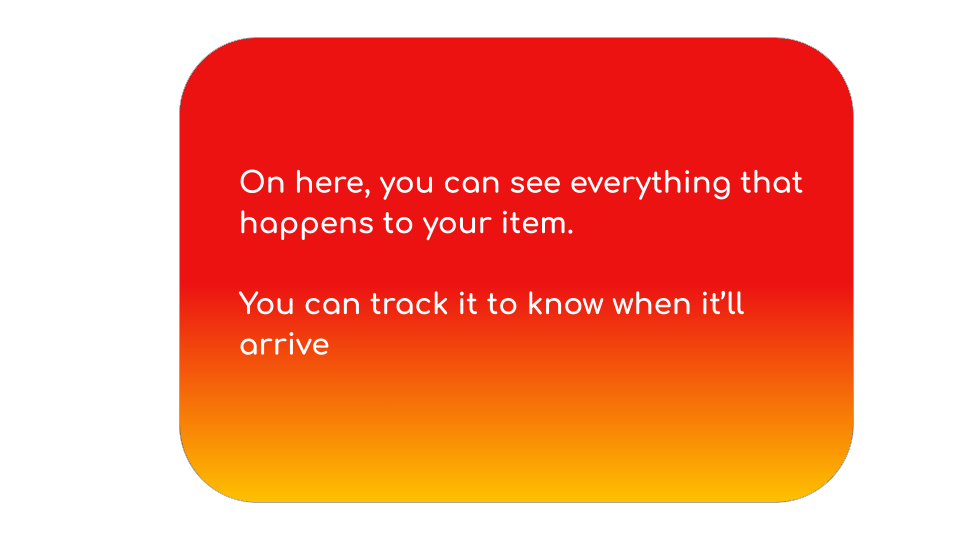 On here, you can see everything that
happens to your item.
You can track it to know when it’ll
arrive